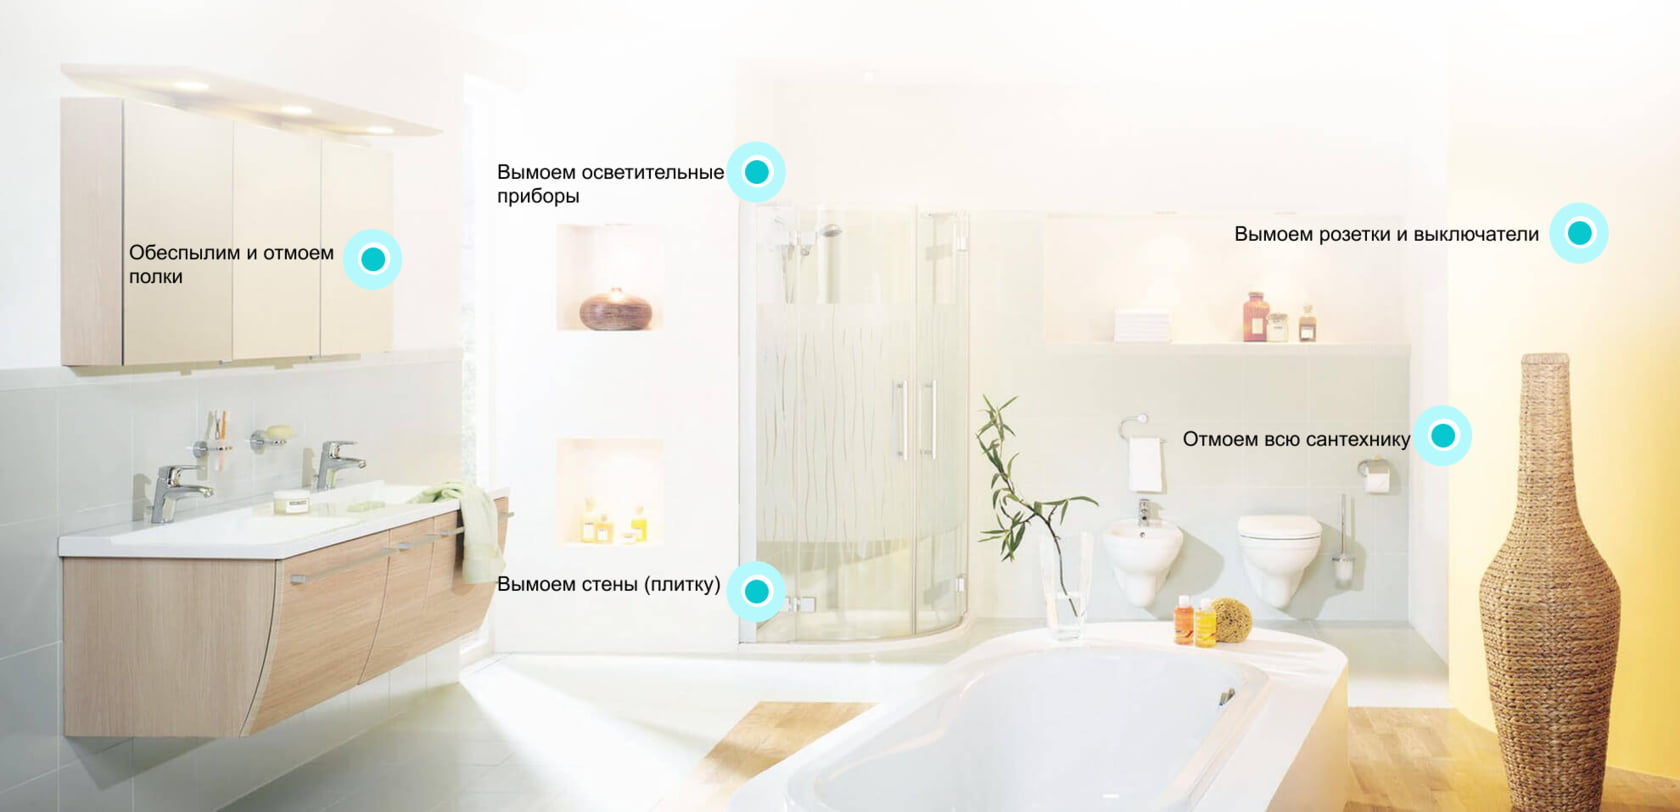 Вымоем осветительные
приборы
Вымоем розетки и выключатели
Обеспылим и отмоем
полки
Отмоем всю сантехнику
Вымоем стены (плитку)